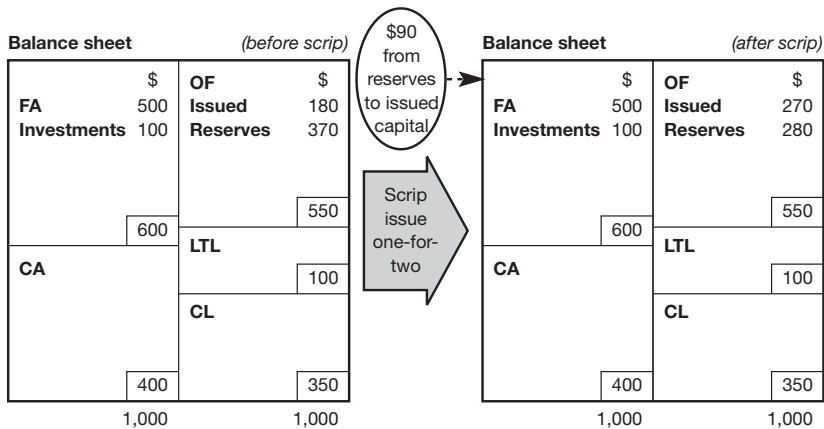 Balance sheet (before scrip)
$ OF $
FA 500 Issued 180
Investments 100 Reserves 370
550
600
LTL
CA
100
CL
400 350
1,000 1,000
$90
from
reserves
to issued
capital
Scrip
issue
one-for-
two
Balance sheet (after scrip)
$ OF $
FA 500 Issued 270
Investments 100 Reserves 280
550
600
LTL
CA
100
CL
400 350
1,000 1,000